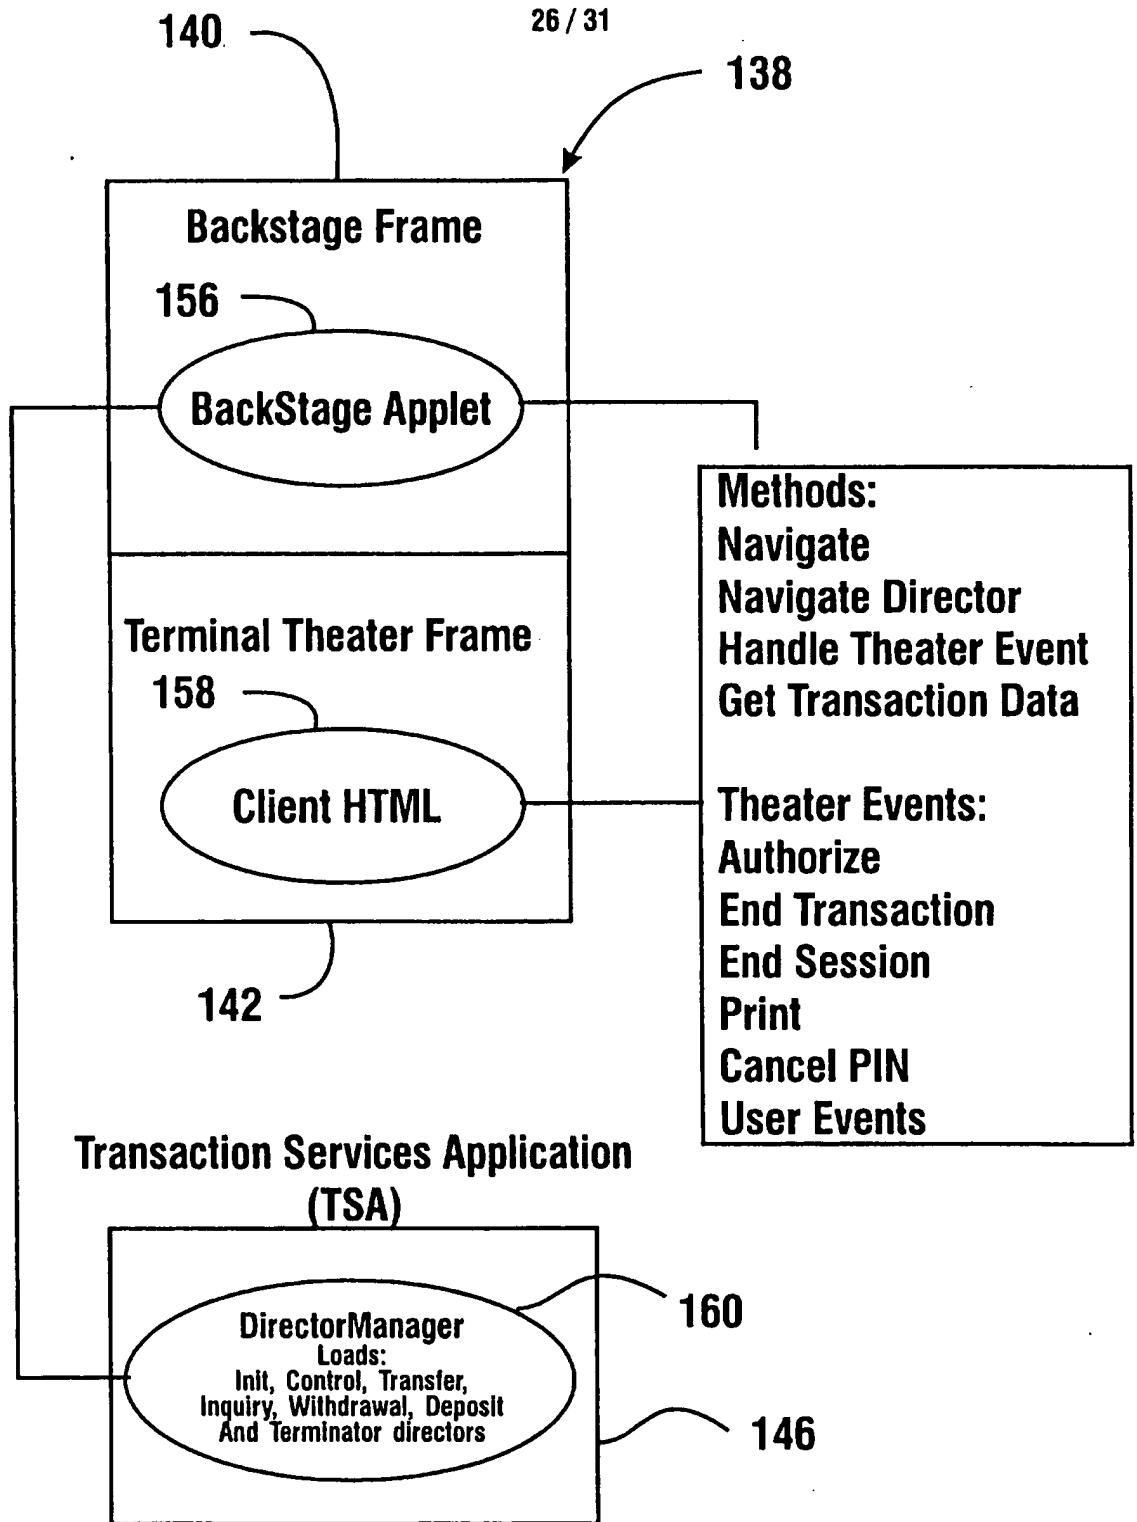 26 / 31
140
138
Backstage Frame
156
BackStage Applet
Terminal Theater Frame
158
Client HTML
142
Methods:
Navigate
Navigate Director
Handle Theater Event
Get Transaction Data
Theater Events:
Authorize
End Transaction
End Session
Print
Cancel PIN
User Events
Transaction Services Application
(TSA)
DirectorManager
Loads:
Init, Control, Transfer,
Inquiry, Withdrawal, Deposit
And Terminator directors
160
146